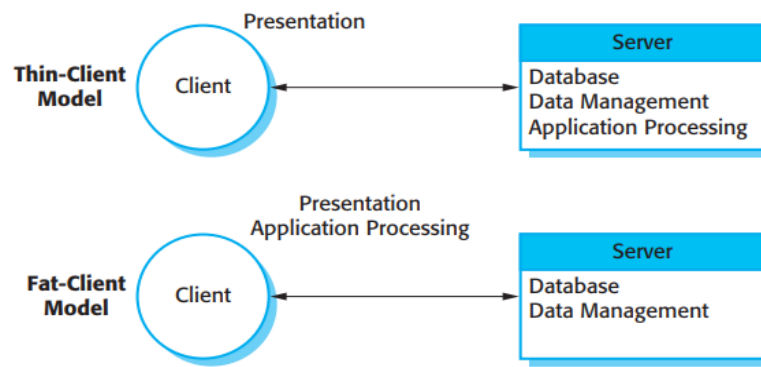 Presentation
Thin-Client
Model
Client
Server
Database
Data Management
Application Processing
Presentation
Application Processing
Fat-Client
Model
Client
Server
Database
Data Management